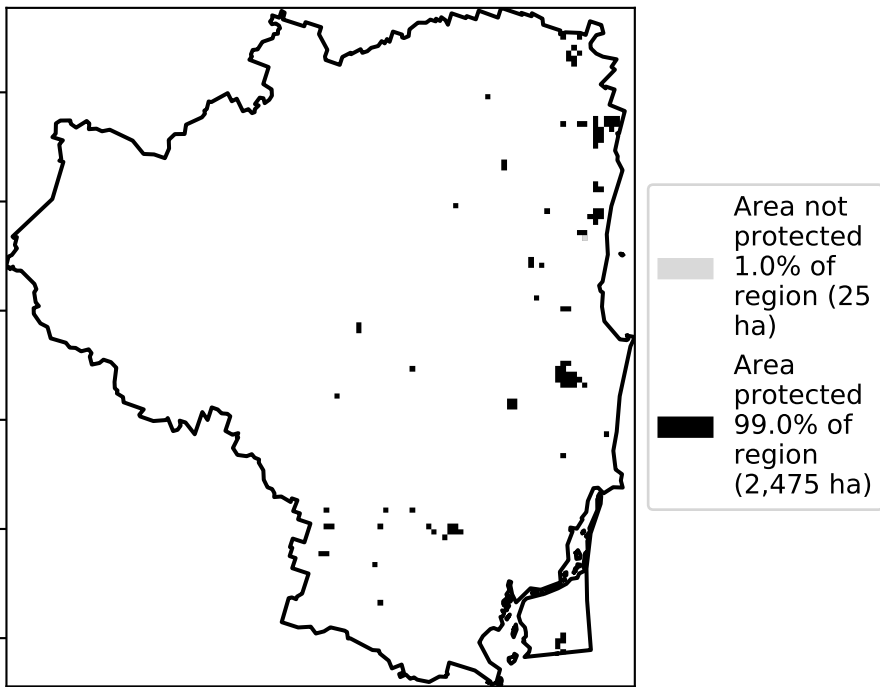 Area not
protected
1.0% of
region (25
ha)
Area
protected
99.0% of
region
(2,475 ha)